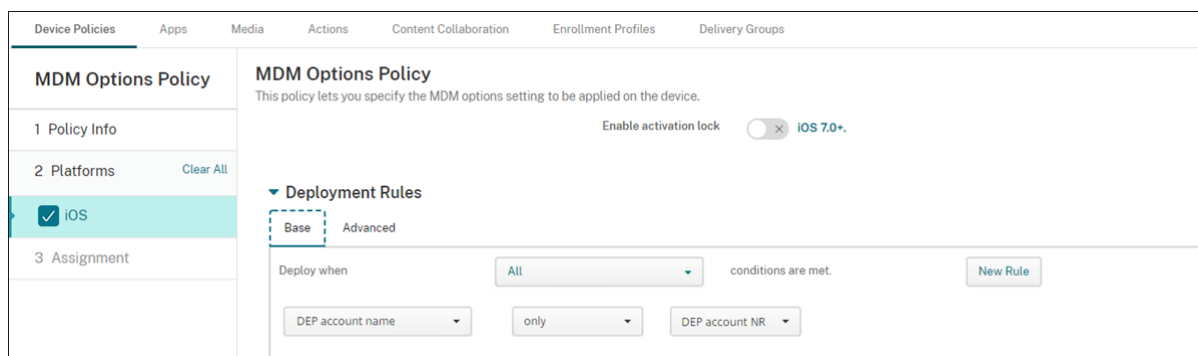 Device Policies Apps Media Actions Content Collaboration Enrollment Profiles Delivery Groups
MDM Options Policy
1 Policy Info
2 Platforms Clear All
iOS
3 Assignment
MDM Options Policy
This policy lets you specify the MDM options setting to be applied on the device.
Enable activation lock iOS 7.0+.
Deployment Rules
Base Advanced
Deploy when All conditions are met. New Rule
DEP account name only DEP account NR